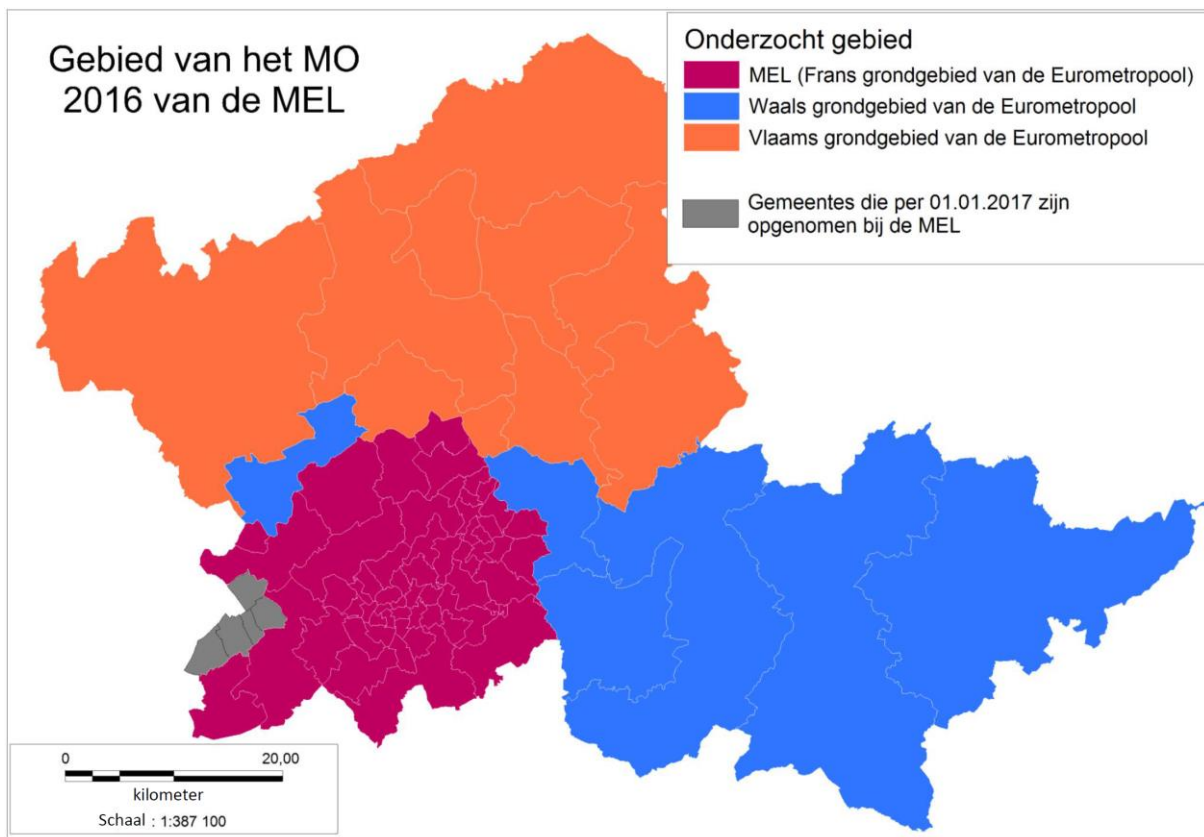 Gebied van het MO
2016 van de MEL
Onderzocht gebied
MEL (Frans grondgebied van de Eurometropool)
Waals grondgebied van de Eurometropool
Vlaams grondgebied van de Eurometropool
Gemeentes die per 01.01.2017 zijn
opgenomen bij de MEL
0 20,00
kilometer
Schaal : 1:387 100